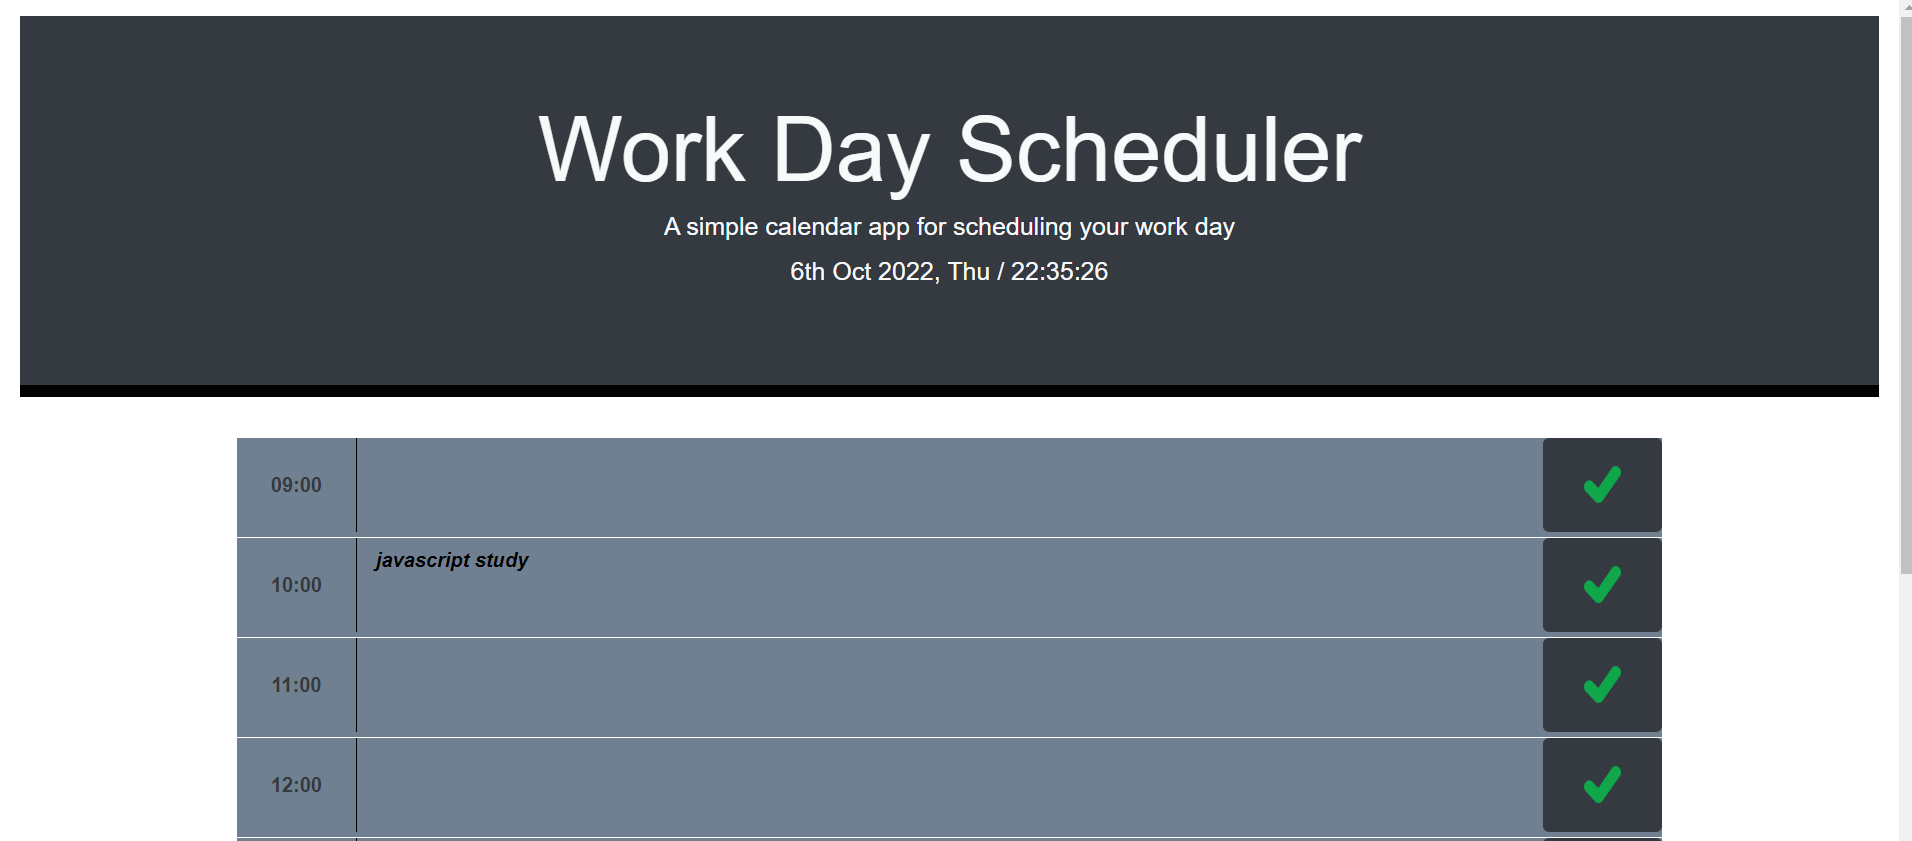 Work Day Scheduler
A simple calendar app for scheduling your work day
6th Oct 2022, Thu / 22:35:26
09:00
10:00
javascript study
11:00
12:00